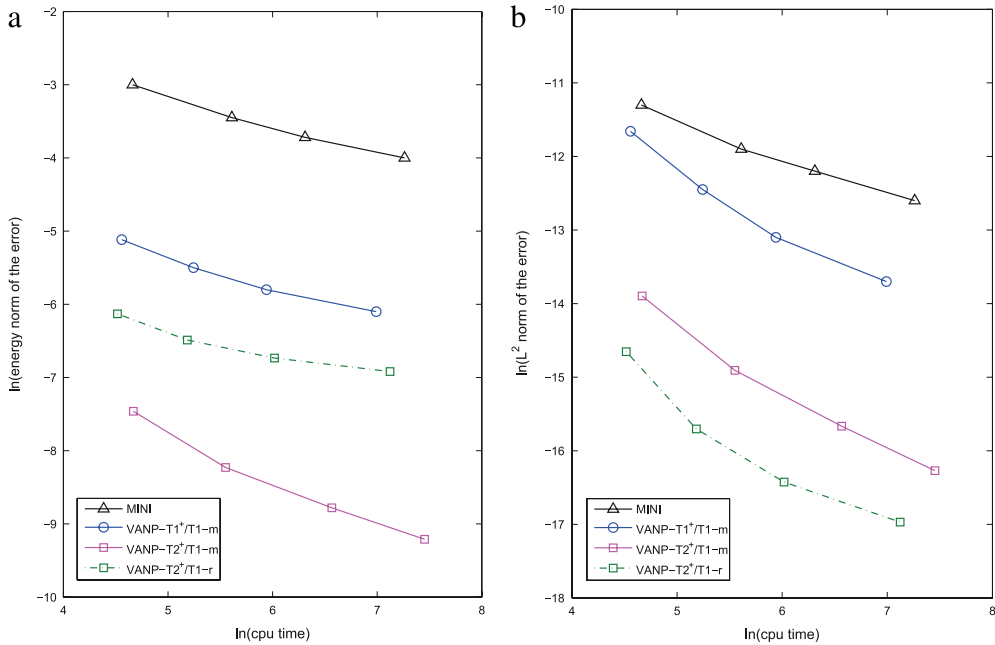 a
−2
−3
−4
−5
−6
−7
−8
−9
−10
4
5
6
7
8
ln(energy norm of the error)
ln(cpu time)
MINI
VANP−T1⁺/T1−m
VANP−T2⁺/T1−m
VANP−T2⁺/T1−r
b
−10
−11
−12
−13
−14
−15
−16
−17
−18
4
5
6
7
8
ln(L² norm of the error)
ln(cpu time)
MINI
VANP−T1⁺/T1−m
VANP−T2⁺/T1−m
VANP−T2⁺/T1−r